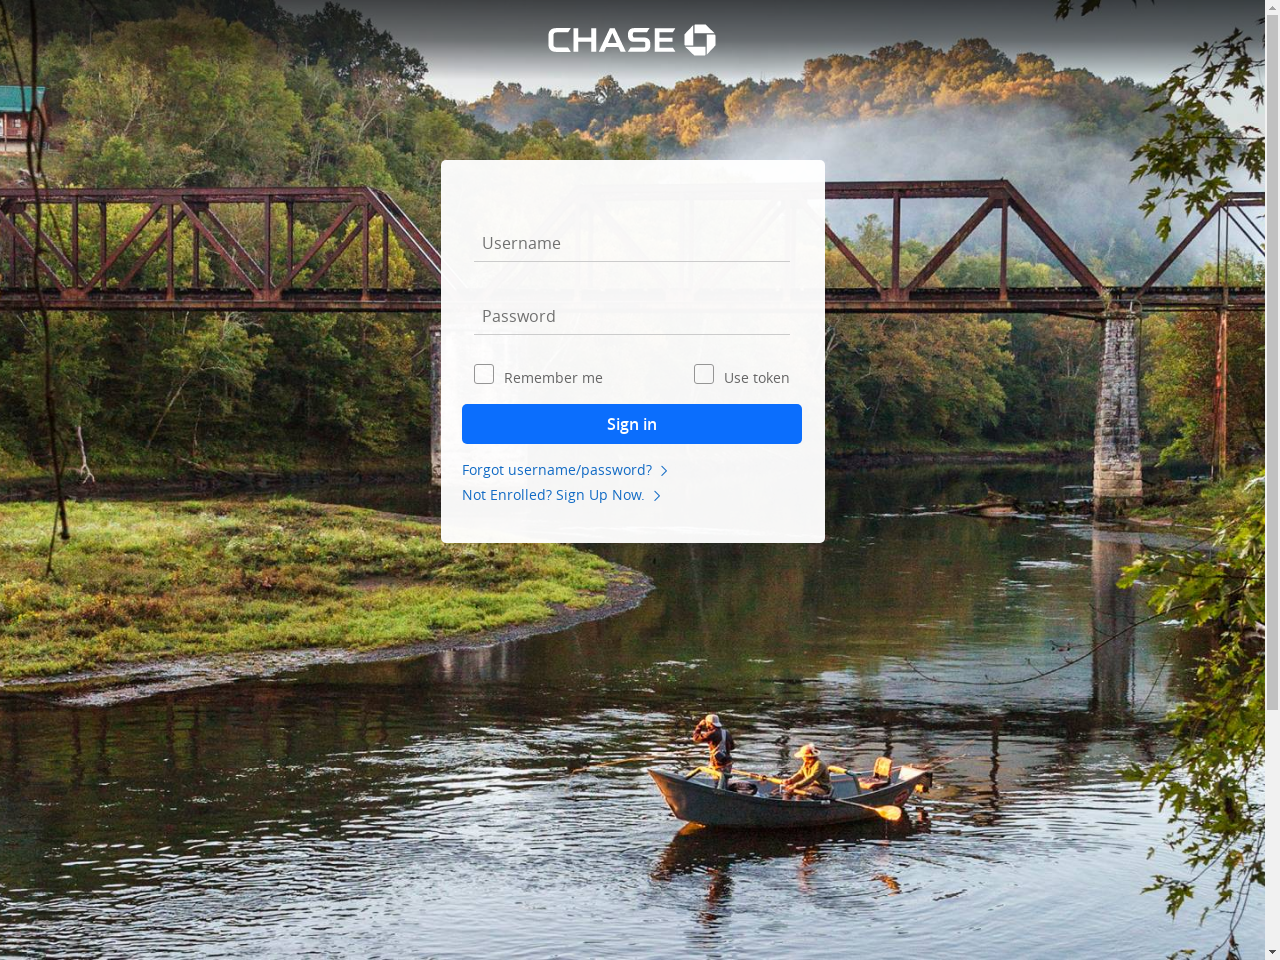 CHASE
Username
Password
Remember me
Use token
Sign in
Forgot username/password?
Not Enrolled? Sign Up Now.